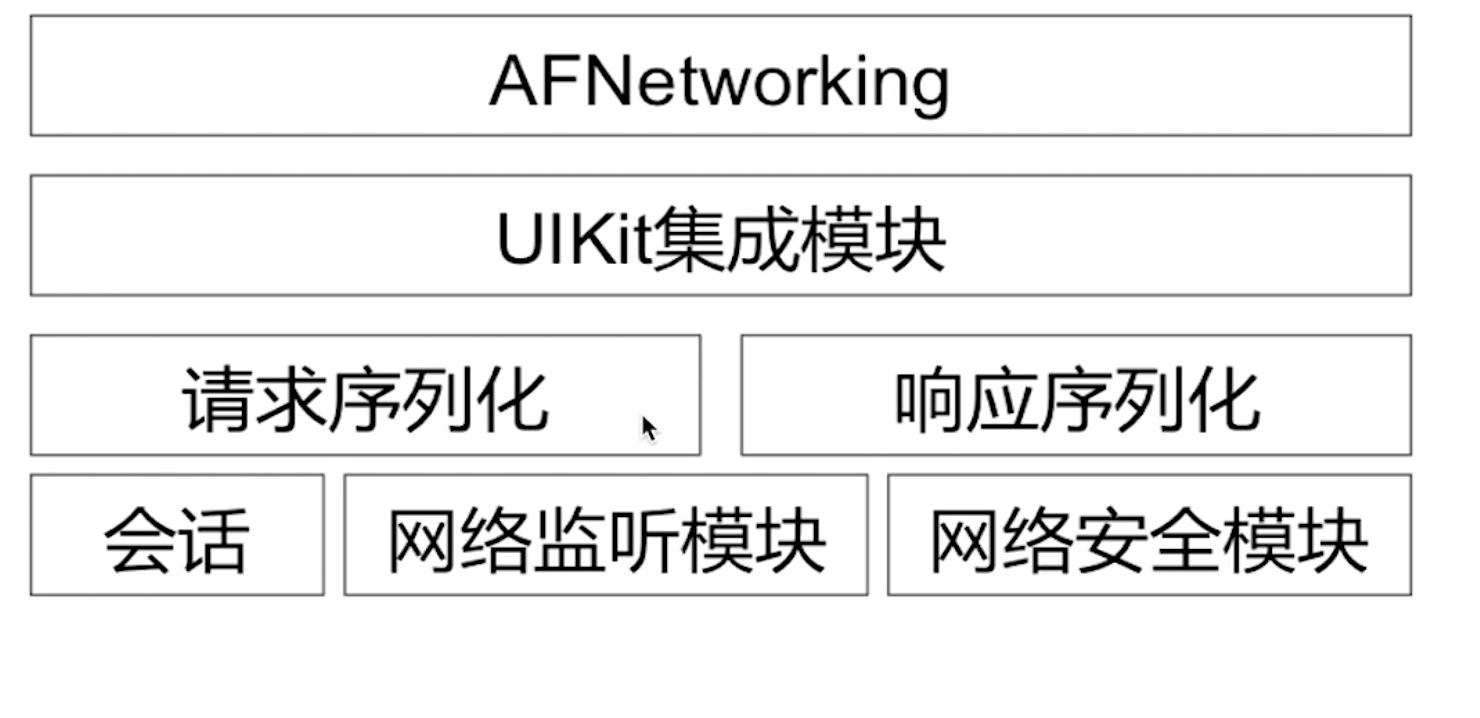 AFNetworking
UIKit集成模块
请求序列化
响应序列化
会话
网络监听模块
网络安全模块